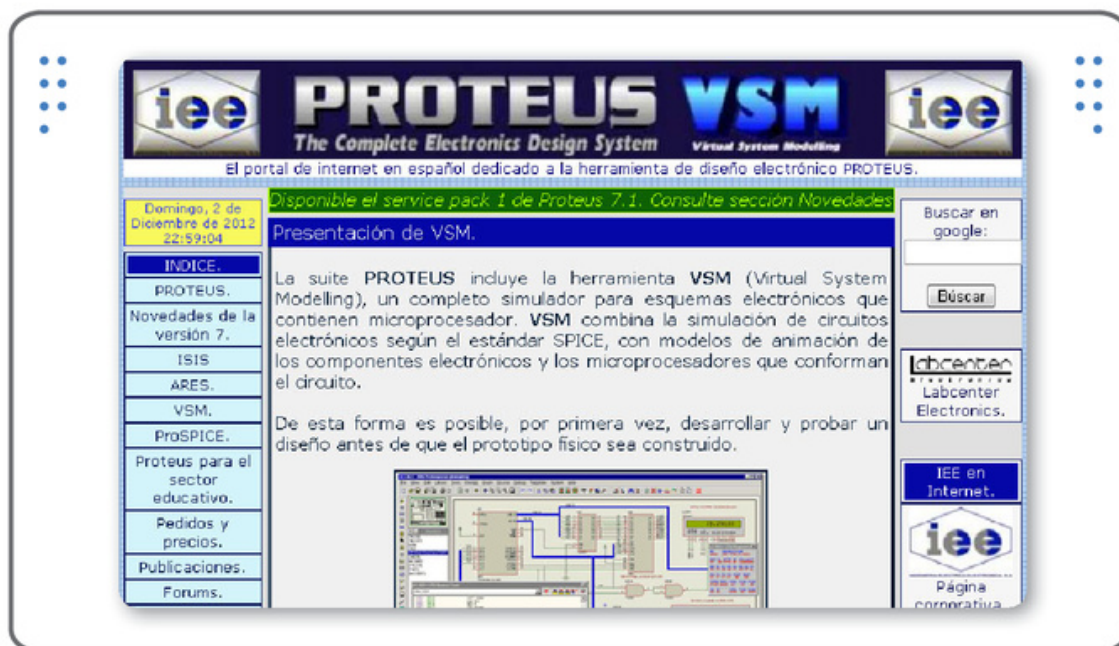 iee
PROTEUS VSM
The Complete Electronics Design System
Virtual System Modelling
iee
El portal de internet en español dedicado a la herramienta de diseño electrónico PROTEUS.
Domingo, 2 de
Diciembre de 2012
22:59:04
INDICE.
PROTEUS.
Novedades de la
versión 7.
ISIS
ARES.
VSM.
ProSPICE.
Proteus para el
sector
educativo.
Pedidos y
precios.
Publicaciones.
Forums.
Disponible el service pack 1 de Proteus 7.1. Consulte sección Novedades
Presentación de VSM.
La suite PROTEUS incluye la herramienta VSM (Virtual System
Modelling), un completo simulador para esquemas electrónicos que
contienen microprocesador. VSM combina la simulación de circuitos
electrónicos según el estándar SPICE, con modelos de animación de
los componentes electrónicos y los microprocesadores que conforman
el circuito.
De esta forma es posible, por primera vez, desarrollar y probar un
diseño antes de que el prototipo físico sea construído.
Buscar en
google:
Búscar
Labcenter
Electronics
Labcenter
Electronics.
IEE en
Internet.
iee
Página
corporativa